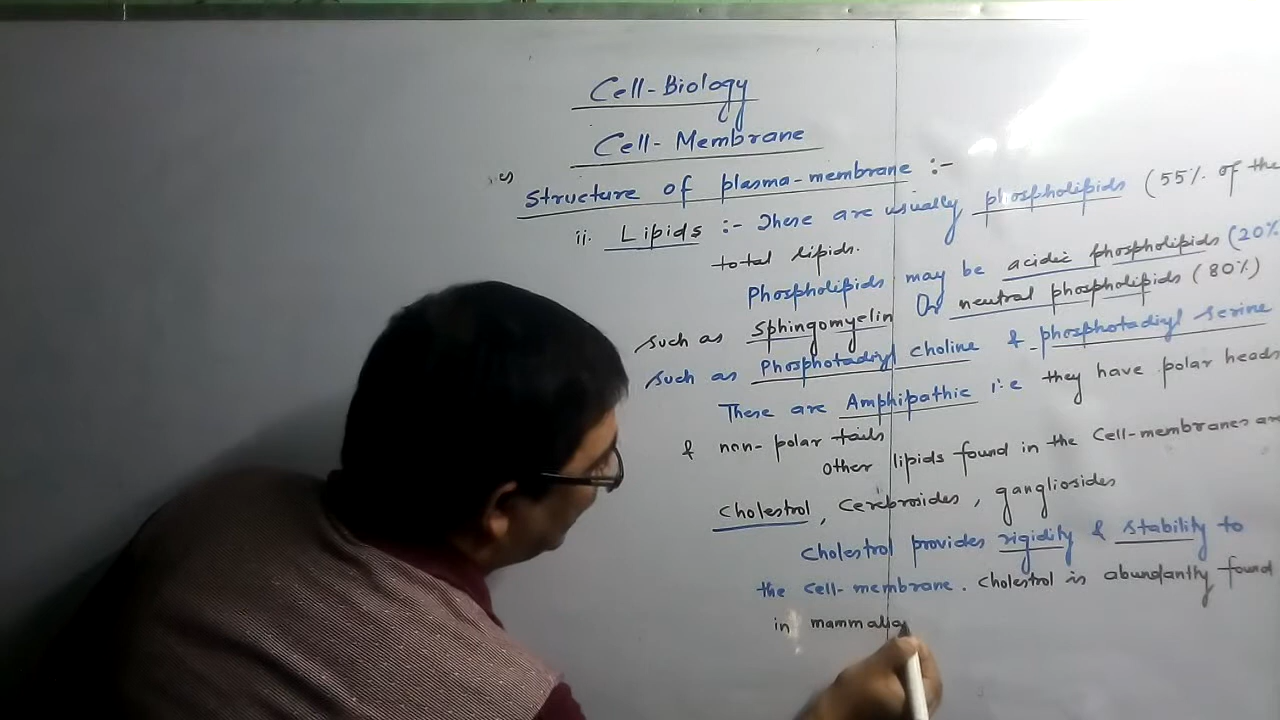 Cell-Biology
Cell-Membrane
Structure of plasma-membrane :-
ii. Lipids :- These are usually phospholipids (55% of the
total lipids.
Phospholipids may be acidic phospholipids (20%
such as Sphingomyelin Or neutral phospholipids (80%)
such as Phosphotadiyl choline & phosphotadiyl serine
These are Amphipathic i.e they have polar heads
& non-polar tails
Other lipids found in the Cell-membranes are
Cholestrol, Cerebrosides, gangliosides
Cholestrol provides rigidity & stability to
the cell-membrane. Cholestrol is abundantly found
in mammalia